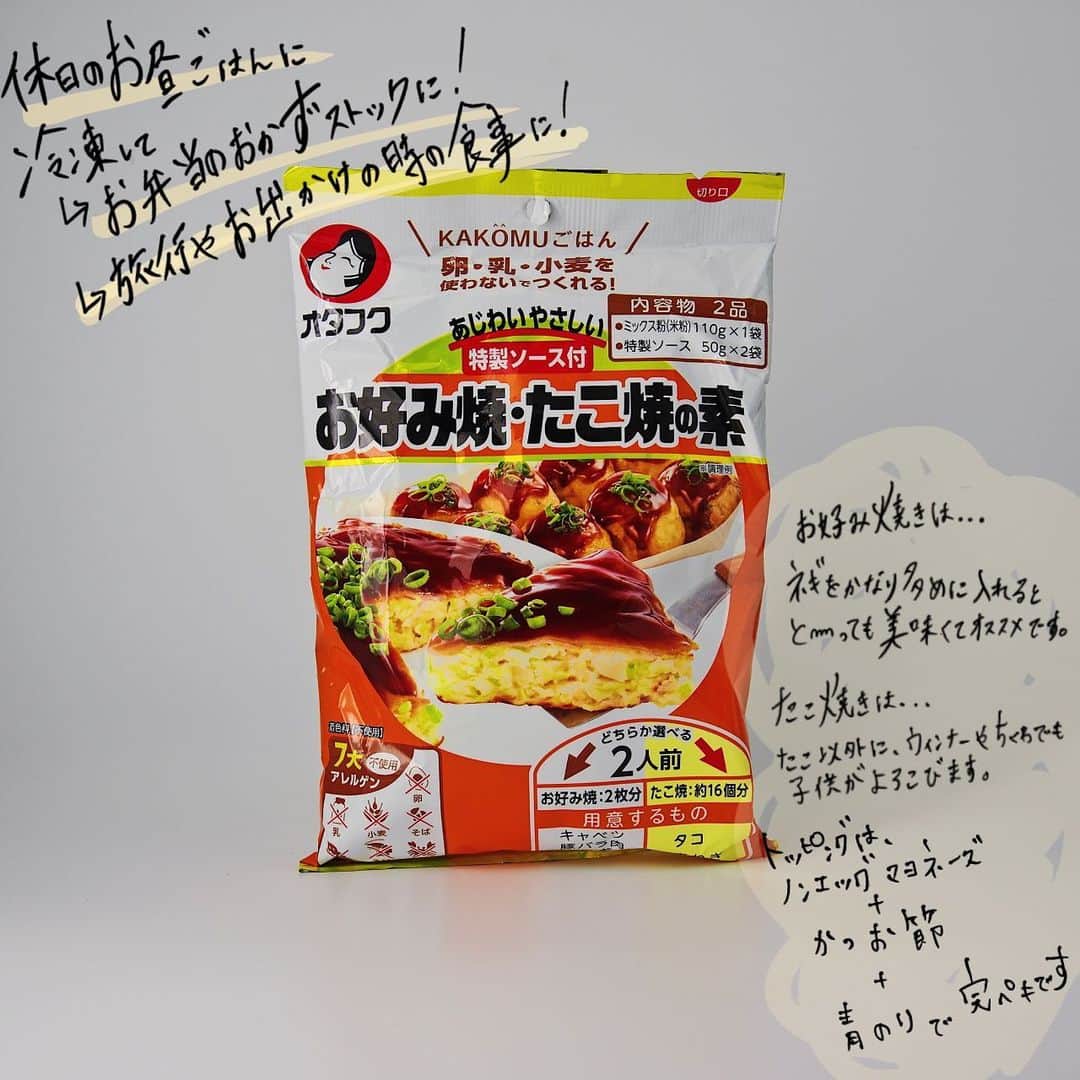 休日のお昼ごはんに
冷凍して
↳お弁当のおかずストックに!
↳旅行やお出かけの時の食事に!
切り口
KAKOMUごはん
卵・乳・小麦を
使わないでつくれる!
オタフク
内容物 2品
●ミックス粉(米粉)110g×1袋
●特製ソース 50g×2袋
あじわいやさしい
特製ソース付
お好み焼・たこ焼の素
※調理例
お好み焼きは...
ネギをかなり多めに入れると
とーっても美味くてオススメです。
たこ焼きは...
たこ以外に、ウィンナーやちくわでも
子供がよろこびます。
トッピングは、
ノンエッグマヨネーズ
+
かつお節
+
青のりで完ペキです
着色料【不使用】
7大
不使用
アレルゲン
卵
乳
小麦
そば
どちらか選べる
2人前
お好み焼:2枚分
たこ焼:約16個分
用意するもの
キャベツ
豚バラ肉
タコ